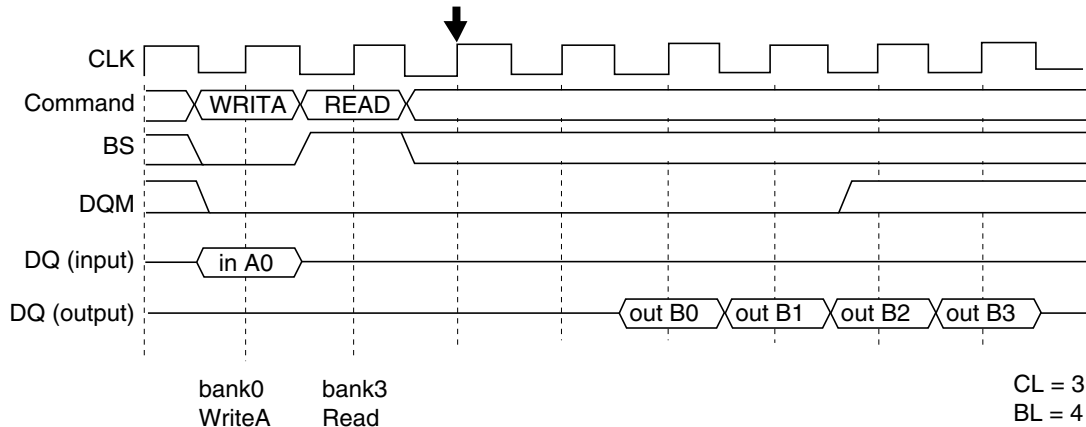 CLK
Command WRITA READ
BS
DQM
DQ (input) in A0
DQ (output) out B0 out B1 out B2 out B3
bank0 bank3 CL = 3
WriteA Read BL = 4